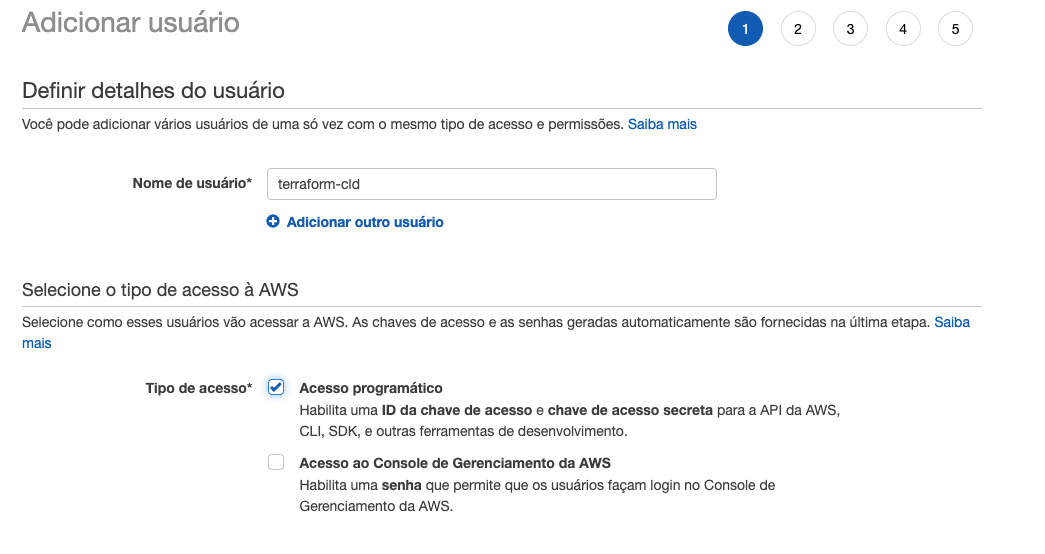 Adicionar usuário
1 2 3 4 5
Definir detalhes do usuário
Você pode adicionar vários usuários de uma só vez com o mesmo tipo de acesso e permissões. Saiba mais
Nome de usuário* terraform-cld
Adicionar outro usuário
Selecione o tipo de acesso à AWS
Selecione como esses usuários vão acessar a AWS. As chaves de acesso e as senhas geradas automaticamente são fornecidas na última etapa. Saiba
mais
Tipo de acesso* Acesso programático
Habilita uma ID da chave de acesso e chave de acesso secreta para a API da AWS,
CLI, SDK, e outras ferramentas de desenvolvimento.
Acesso ao Console de Gerenciamento da AWS
Habilita uma senha que permite que os usuários façam login no Console de
Gerenciamento da AWS.